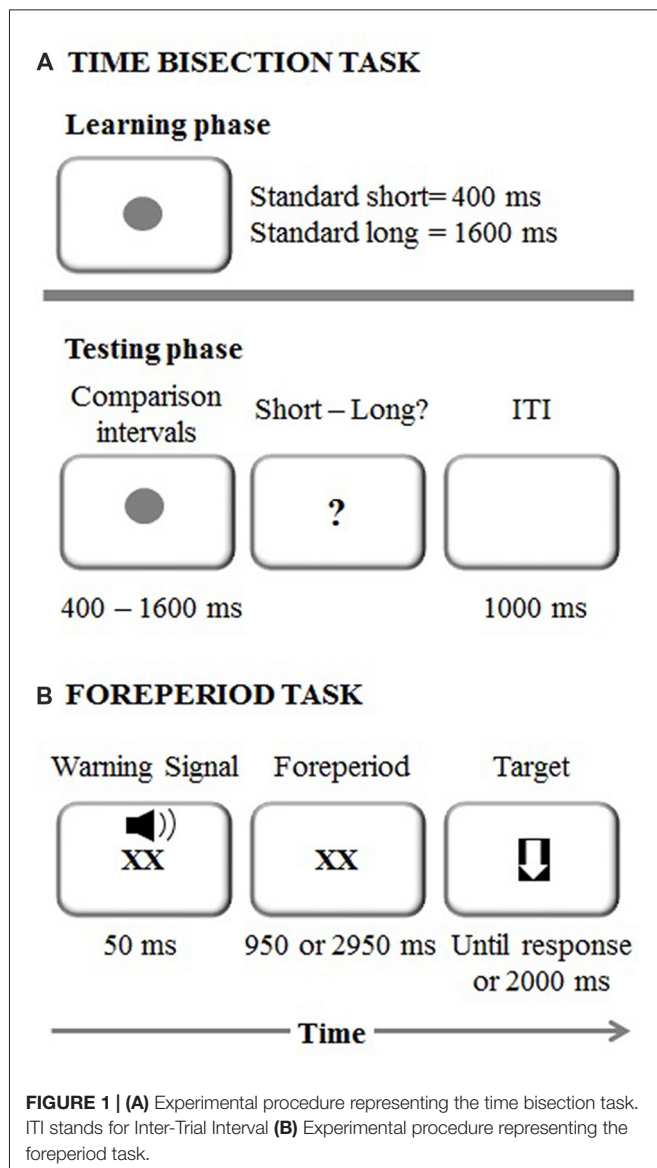 A TIME BISECTION TASK
Learning phase
Standard short= 400 ms
Standard long = 1600 ms
Testing phase
Comparison intervals
Short – Long?
ITI
?
400 – 1600 ms
1000 ms
B FOREPERIOD TASK
Warning Signal
Foreperiod
Target
XX
XX
50 ms
950 or 2950 ms
Until response
or 2000 ms
Time
FIGURE 1 | (A) Experimental procedure representing the time bisection task.
ITI stands for Inter-Trial Interval (B) Experimental procedure representing the
foreperiod task.